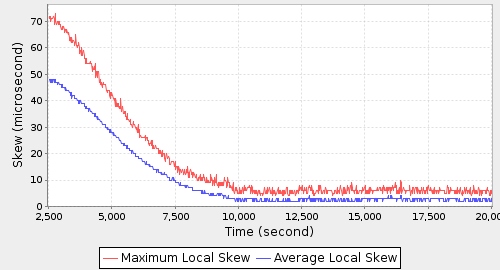 Skew (microsecond)
70
60
50
40
30
20
10
0
2,500 5,000 7,500 10,000 12,500 15,000 17,500 20,00
Time (second)
Maximum Local Skew Average Local Skew